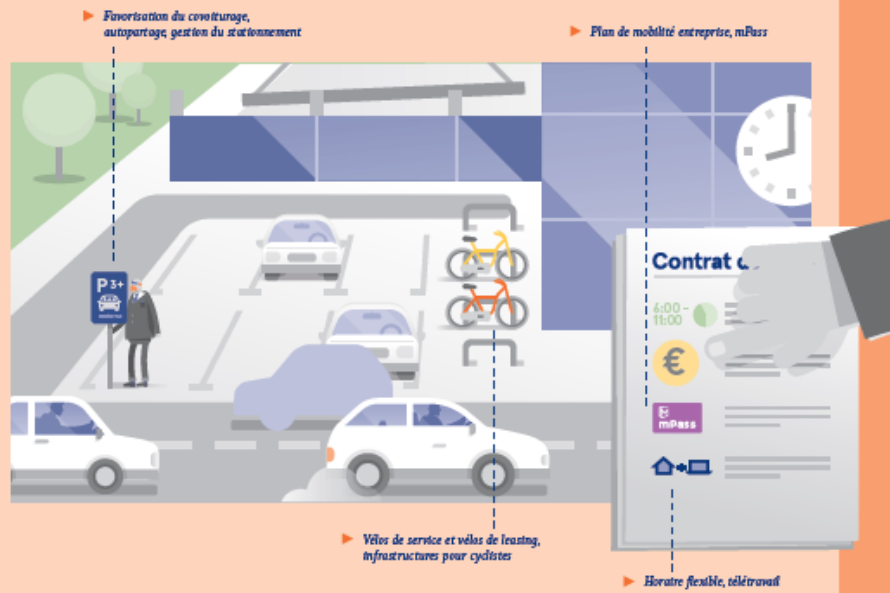 Favorisation du covoiturage,
autopartage, gestion du stationnement
Plan de mobilité entreprise, mPass
P 3+
Contrat d
6:00 -
11:00
€
mPass
Vélos de service et vélos de leasing,
infrastructures pour cyclistes
Horaire flexible, télétravail